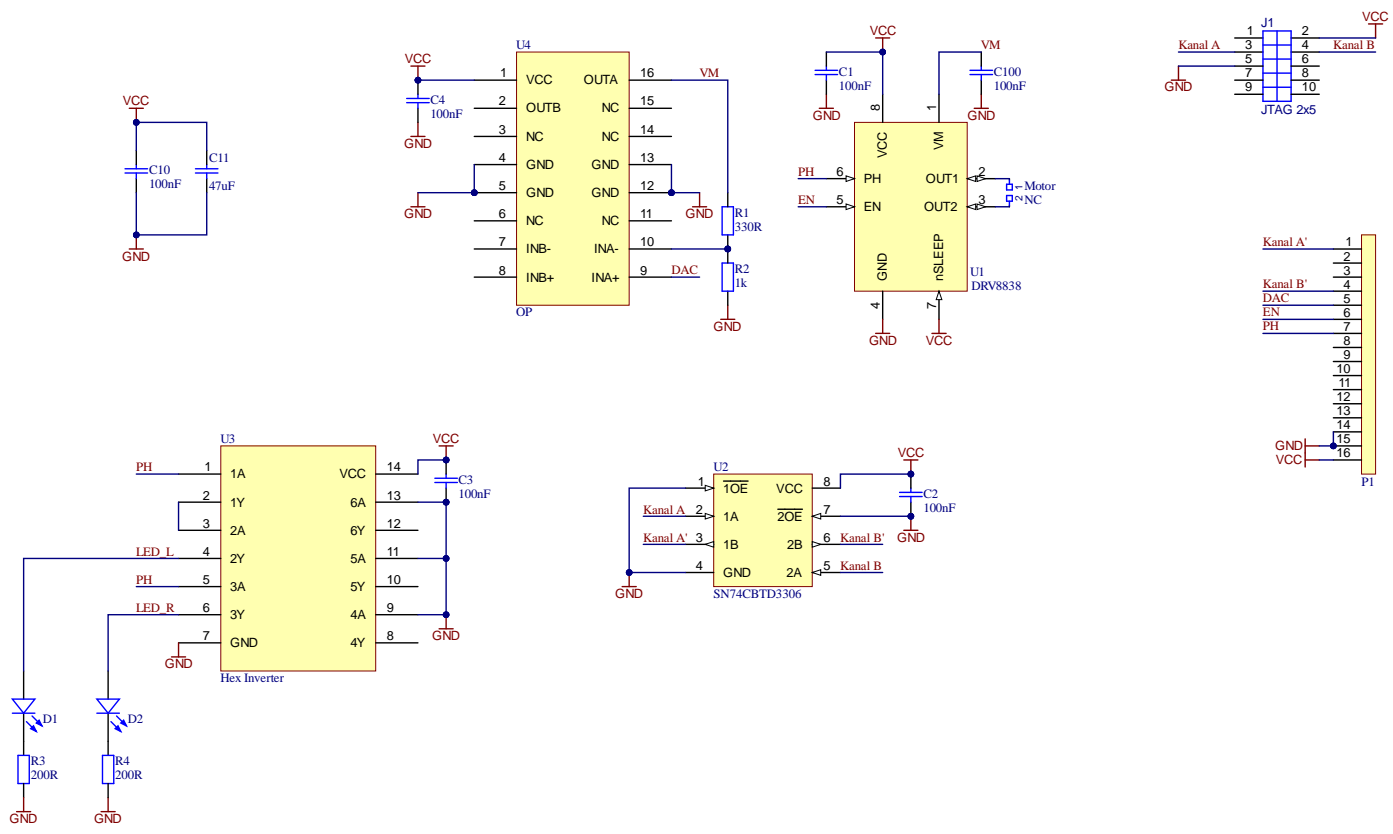 VCC
C10
100nF
C11
47uF
GND
U4
VCC
C4
100nF
GND
GND
1 VCC OUTA 16 VM
2 OUTB NC 15
3 NC NC 14
4 GND GND 13
5 GND GND 12
6 NC NC 11
7 INB- INA- 10
8 INB+ INA+ 9 DAC
OP
GND
R1
330R
R2
1k
GND
VCC
C1
100nF
GND
VM
C100
100nF
GND
8
1
VCC
VM
PH 6 PH OUT1 2
EN 5 EN OUT2 3
1 Motor
2 NC
GND
nSLEEP
U1
DRV8838
4
7
GND
VCC
J1
VCC
1 2
Kanal A 3 4 Kanal B
5 6
7 8
9 10
GND
JTAG 2x5
Kanal A' 1
2
3
Kanal B' 4
DAC 5
EN 6
PH 7
8
9
10
11
12
13
14
GND 15
VCC 16
P1
U3
VCC
C3
100nF
PH 1 1A VCC 14
2 1Y 6A 13
3 2A 6Y 12
LED_L 4 2Y 5A 11
PH 5 3A 5Y 10
LED_R 6 3Y 4A 9
7 GND 4Y 8
GND
GND
Hex Inverter
D1
D2
R3
200R
R4
200R
GND
GND
U2
VCC
C2
100nF
GND
1 1OE VCC 8
Kanal A 2 1A 2OE 7
Kanal A' 3 1B 2B 6 Kanal B'
4 GND 2A 5 Kanal B
GND
SN74CBTD3306